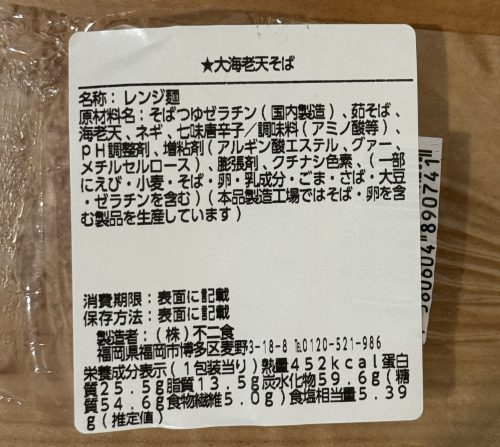 ★大海老天そば
名称：レンジ麺
原材料名：そばつゆゼラチン（国内製造）、茹そば、
海老天、ネギ、七味唐辛子／調味料（アミノ酸等）、
ｐＨ調整剤、増粘剤（アルギン酸エステル、グァー、
メチルセルロース）、膨張剤、クチナシ色素、（一部
にえび・小麦・そば・卵・乳成分・ごま・さば・大豆
・ゼラチンを含む）（本品製造工場ではそば・卵を含
む製品を生産しています）
消費期限：表面に記載
保存方法：表面に記載
製造者：（株）不二食
福岡県福岡市博多区麦野3-18-8 ℡0120-521-986
栄養成分表示（１包装当り）熱量４５２ｋｃａｌ蛋白
質２５．５ｇ脂質１３．５ｇ炭水化物５９．６ｇ（糖
質５４．６ｇ食物繊維５．０ｇ）食塩相当量５．３９
ｇ（推定値）